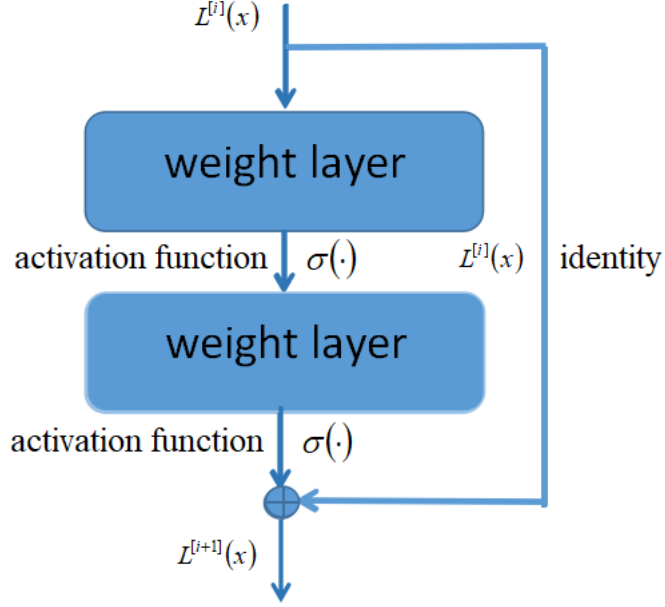 L^{[i]}(x)
weight layer
activation function σ(·)
L^{[i]}(x) identity
weight layer
activation function σ(·)
L^{[i+1]}(x)